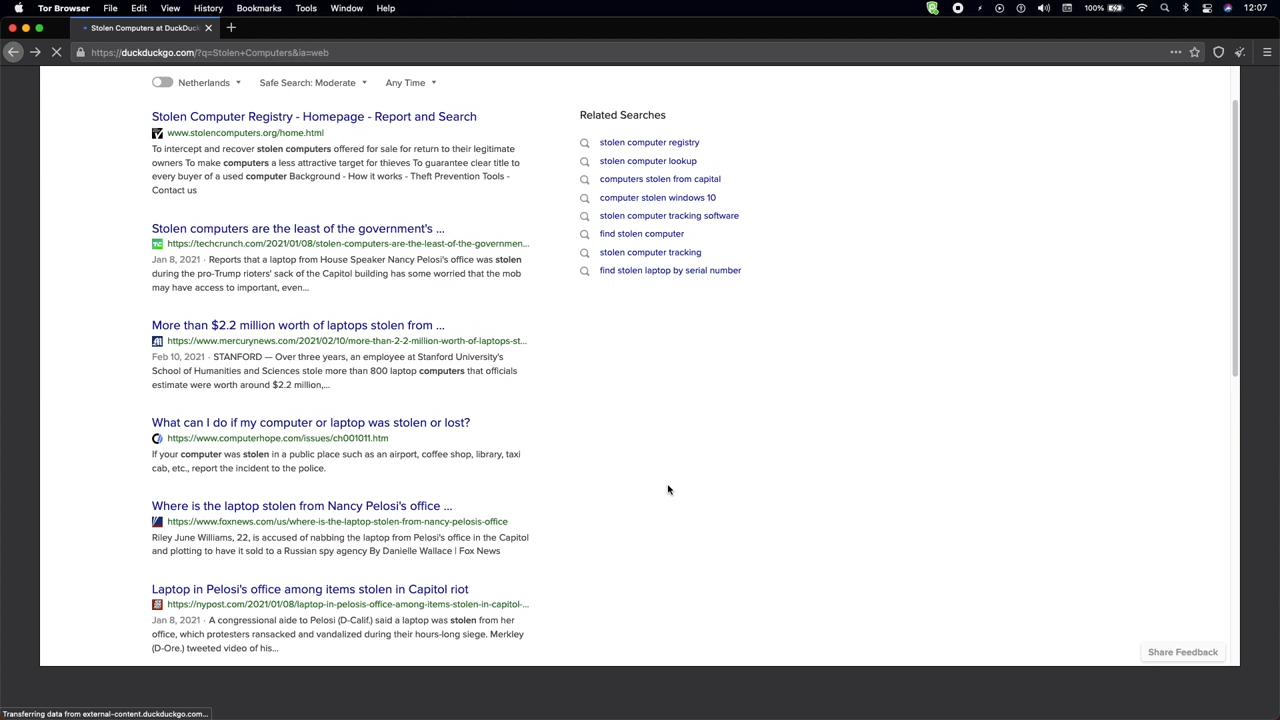 Tor Browser File Edit View History Bookmarks Tools Window Help 100% 12:07
Stolen Computers at DuckDuc
https://duckduckgo.com/?q=Stolen+Computers&ia=web
Netherlands Safe Search: Moderate Any Time
Stolen Computer Registry - Homepage - Report and Search
www.stolencomputers.org/home.html
To intercept and recover stolen computers offered for sale for return to their legitimate
owners To make computers a less attractive target for thieves To guarantee clear title to
every buyer of a used computer Background - How it works - Theft Prevention Tools -
Contact us
Stolen computers are the least of the government's ...
https://techcrunch.com/2021/01/08/stolen-computers-are-the-least-of-the-governmen...
Jan 8, 2021 · Reports that a laptop from House Speaker Nancy Pelosi's office was stolen
during the pro-Trump rioters' sack of the Capitol building has some worried that the mob
may have access to important, even...
More than $2.2 million worth of laptops stolen from ...
https://www.mercurynews.com/2021/02/10/more-than-2-2-million-worth-of-laptops-st...
Feb 10, 2021 · STANFORD — Over three years, an employee at Stanford University's
School of Humanities and Sciences stole more than 800 laptop computers that officials
estimate were worth around $2.2 million,...
What can I do if my computer or laptop was stolen or lost?
https://www.computerhope.com/issues/ch001011.htm
If your computer was stolen in a public place such as an airport, coffee shop, library, taxi
cab, etc., report the incident to the police.
Where is the laptop stolen from Nancy Pelosi's office ...
https://www.foxnews.com/us/where-is-the-laptop-stolen-from-nancy-pelosis-office
Riley June Williams, 22, is accused of nabbing the laptop from Pelosi's office in the Capitol
and plotting to have it sold to a Russian spy agency By Danielle Wallace | Fox News
Laptop in Pelosi's office among items stolen in Capitol riot
https://nypost.com/2021/01/08/laptop-in-pelosis-office-among-items-stolen-in-capitol-...
Jan 8, 2021 · A congressional aide to Pelosi (D-Calif.) said a laptop was stolen from her
office, which protesters ransacked and vandalized during their hours-long siege. Merkley
(D-Ore.) tweeted video of his...
Related Searches
stolen computer registry
stolen computer lookup
computers stolen from capital
computer stolen windows 10
stolen computer tracking software
find stolen computer
stolen computer tracking
find stolen laptop by serial number
Share Feedback
Transferring data from external-content.duckduckgo.com...